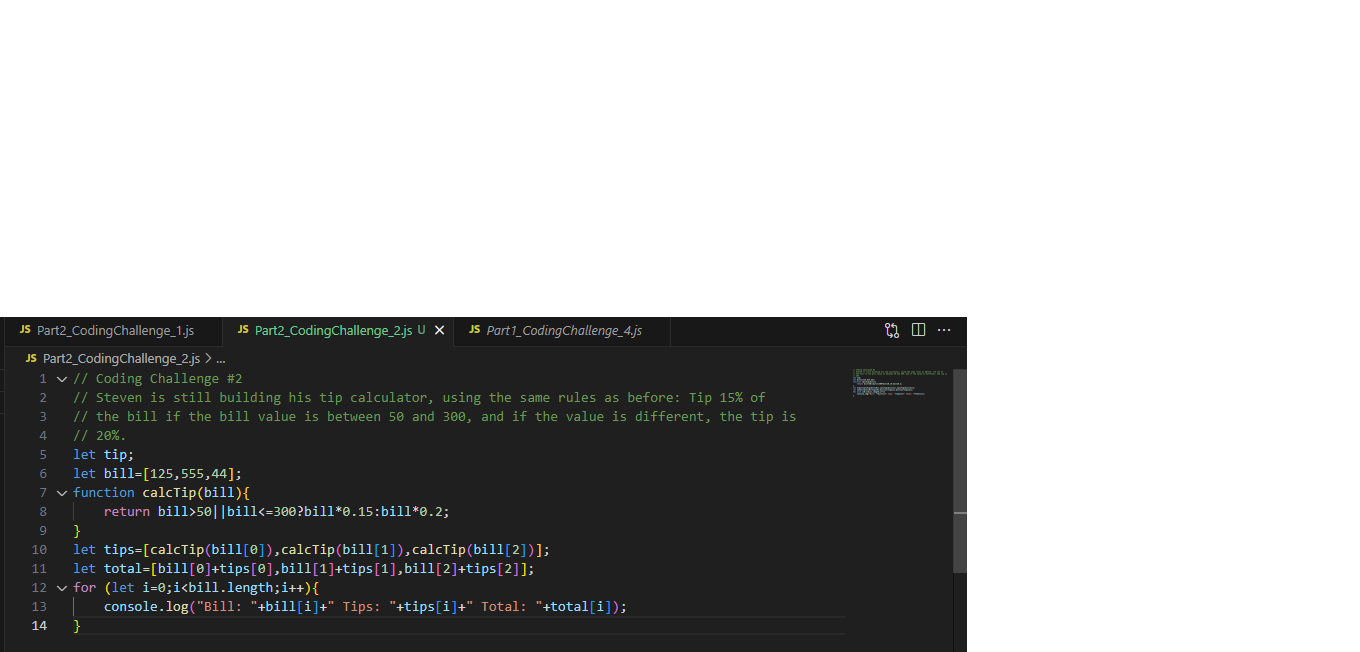 JS Part2_CodingChallenge_1.js JS Part2_CodingChallenge_2.js U JS Part1_CodingChallenge_4.js
JS Part2_CodingChallenge_2.js > ...
1 // Coding Challenge #2
2 // Steven is still building his tip calculator, using the same rules as before: Tip 15% of
3 // the bill if the bill value is between 50 and 300, and if the value is different, the tip is
4 // 20%.
5 let tip;
6 let bill=[125,555,44];
7 function calcTip(bill){
8 return bill>50||bill<=300?bill*0.15:bill*0.2;
9 }
10 let tips=[calcTip(bill[0]),calcTip(bill[1]),calcTip(bill[2])];
11 let total=[bill[0]+tips[0],bill[1]+tips[1],bill[2]+tips[2]];
12 for (let i=0;i<bill.length;i++){
13 console.log("Bill: "+bill[i]+" Tips: "+tips[i]+" Total: "+total[i]);
14 }